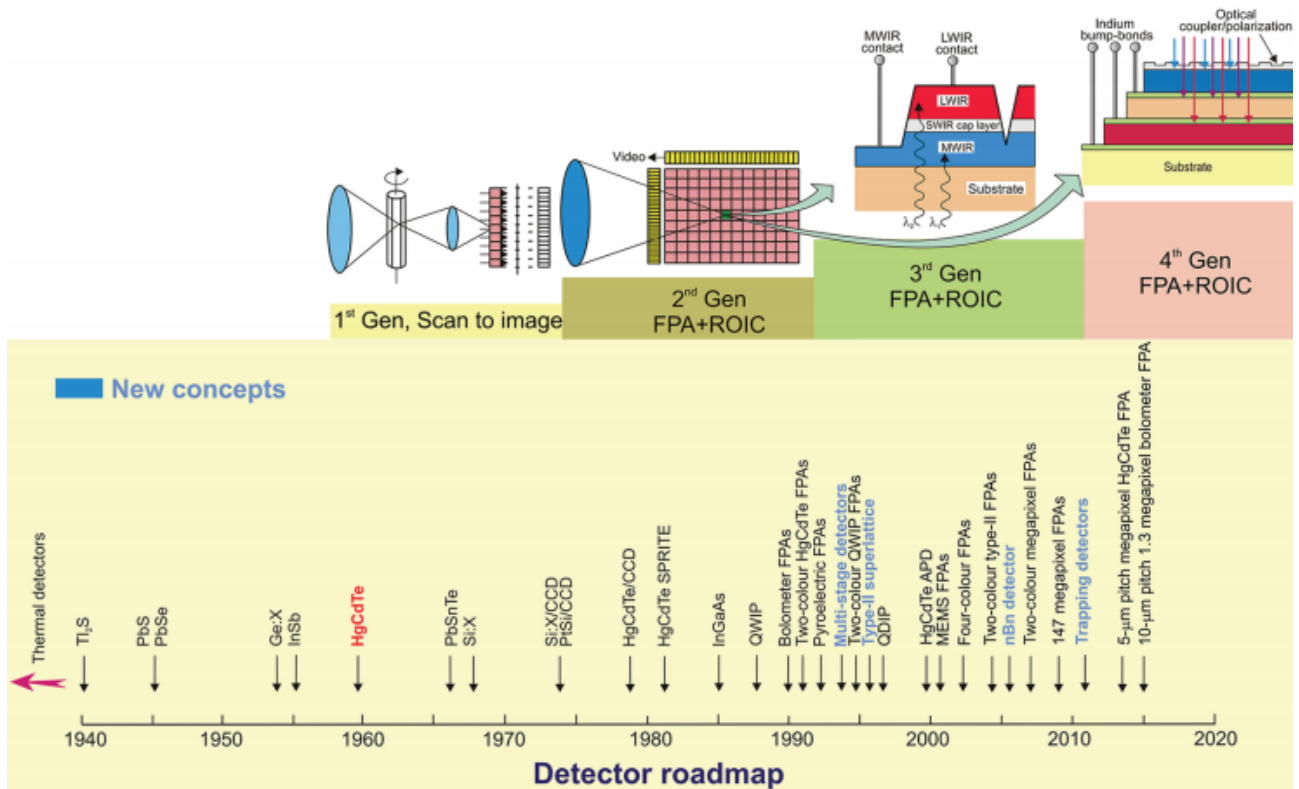 MWIR
contact
LWIR
contact
Indium
bump-bonds
Optical
coupler/polarization
LWIR
SWIR cap layer
MWIR
Substrate
λ₂ λ₁
Substrate
Video
1st Gen, Scan to image
2nd Gen
FPA+ROIC
3rd Gen
FPA+ROIC
4th Gen
FPA+ROIC
New concepts
Thermal detectors
Tl₂S
PbS
PbSe
Ge:X
InSb
HgCdTe
PbSnTe
Si:X
Si:X/CCD
PtSi/CCD
HgCdTe/CCD
HgCdTe SPRITE
InGaAs
QWIP
Bolometer FPAs
Two-colour HgCdTe FPAs
Pyroelectric FPAs
Multi-stage detectors
Two-colour QWIP FPAs
Type-II superlattice
QDIP
HgCdTe APD
MEMS FPAs
Four-colour FPAs
Two-colour type-II FPAs
nBn detector
Two-colour megapixel FPAs
147 megapixel FPAs
Trapping detectors
5-μm pitch megapixel HgCdTe FPA
10-μm pitch 1.3 megapixel bolometer FPA
1940 1950 1960 1970 1980 1990 2000 2010 2020
Detector roadmap